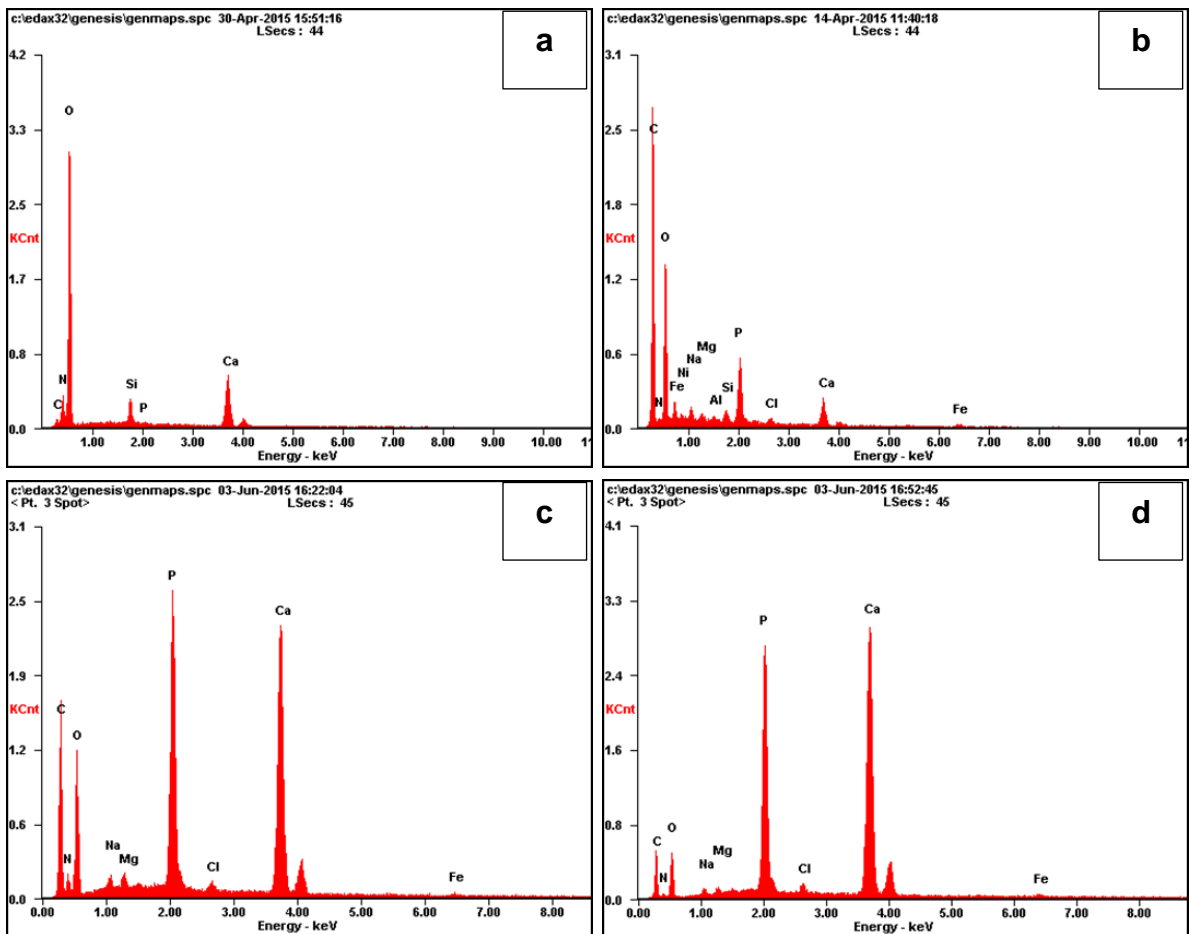 c:\edax32\genesis\genmaps.spc 30-Apr-2015 15:51:16
LSecs : 44
a
4.2
3.3
2.5
KCnt
1.7
0.8
0.0
O
N
C
Si
P
Ca
1.00 2.00 3.00 4.00 5.00 6.00 7.00 8.00 9.00 10.00 11
Energy - keV
c:\edax32\genesis\genmaps.spc 14-Apr-2015 11:40:18
LSecs : 44
b
3.1
2.5
1.8
KCnt
1.2
0.6
0.0
C
O
N
Fe
Ni
Na
Mg
Al
Si
P
Cl
Ca
Fe
1.00 2.00 3.00 4.00 5.00 6.00 7.00 8.00 9.00 10.00 11
Energy - keV
c:\edax32\genesis\genmaps.spc 03-Jun-2015 16:22:04
< Pt. 3 Spot> LSecs : 45
c
3.1
2.5
1.9
KCnt
1.2
0.6
0.0
C
O
N
Na
Mg
P
Cl
Ca
Fe
0.00 1.00 2.00 3.00 4.00 5.00 6.00 7.00 8.00
Energy - keV
c:\edax32\genesis\genmaps.spc 03-Jun-2015 16:52:45
< Pt. 3 Spot> LSecs : 45
d
4.1
3.3
2.4
KCnt
1.6
0.8
0.0
C
O
N
Na
Mg
P
Cl
Ca
Fe
0.00 1.00 2.00 3.00 4.00 5.00 6.00 7.00 8.00
Energy - keV